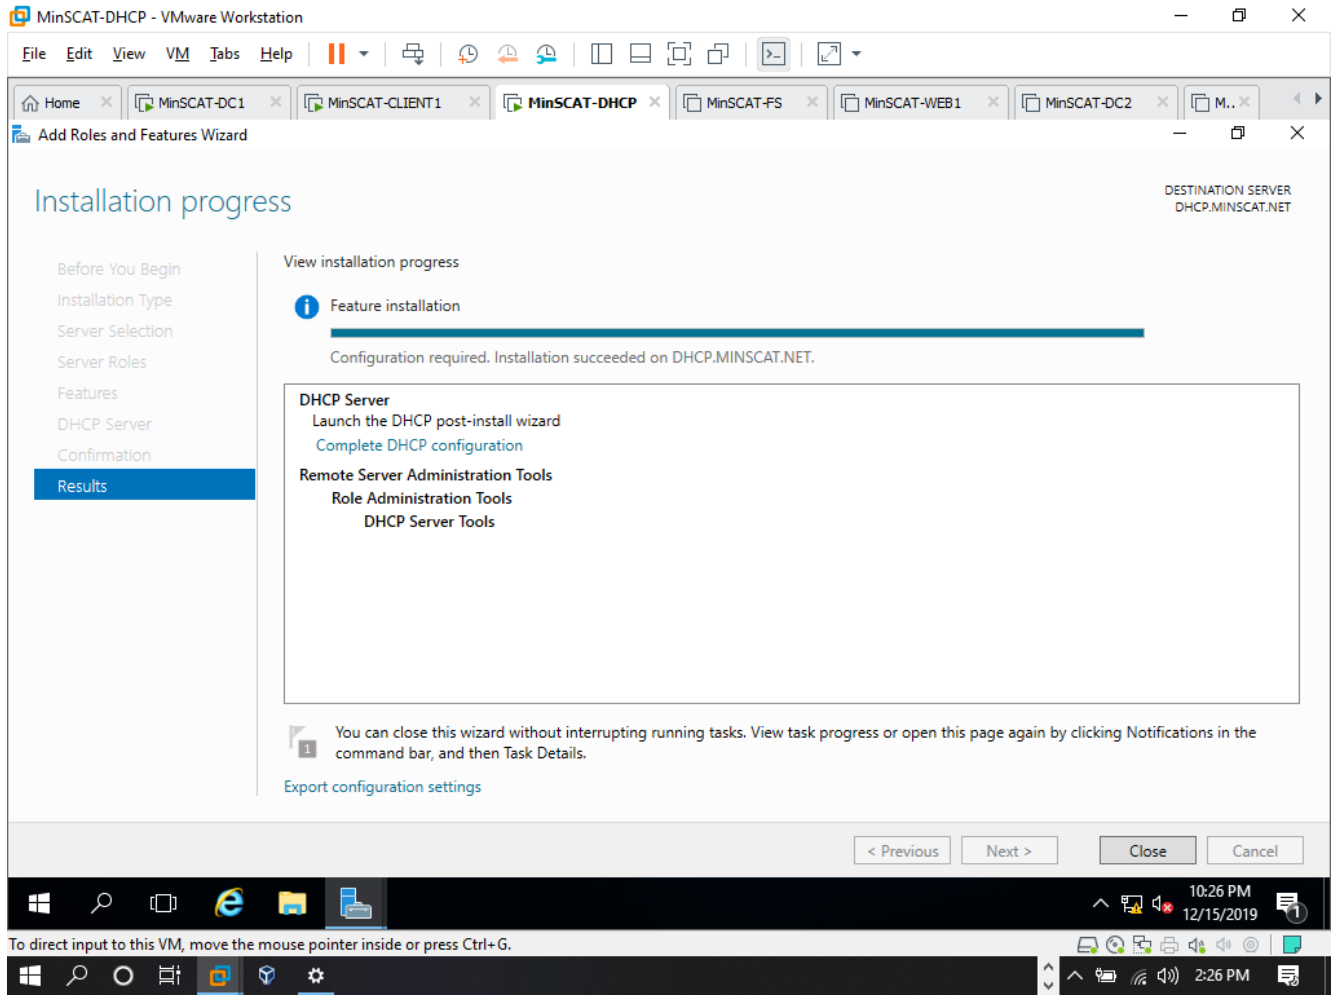 MinSCAT-DHCP - VMware Workstation
File Edit View VM Tabs Help
Home MinSCAT-DC1 MinSCAT-CLIENT1 MinSCAT-DHCP MinSCAT-FS MinSCAT-WEB1 MinSCAT-DC2 M..
Add Roles and Features Wizard
Installation progress
DESTINATION SERVER
DHCP.MINSCAT.NET
Before You Begin
Installation Type
Server Selection
Server Roles
Features
DHCP Server
Confirmation
Results
View installation progress
Feature installation
Configuration required. Installation succeeded on DHCP.MINSCAT.NET.
DHCP Server
Launch the DHCP post-install wizard
Complete DHCP configuration
Remote Server Administration Tools
Role Administration Tools
DHCP Server Tools
1
You can close this wizard without interrupting running tasks. View task progress or open this page again by clicking Notifications in the
command bar, and then Task Details.
Export configuration settings
< Previous Next > Close Cancel
10:26 PM
12/15/2019
1
To direct input to this VM, move the mouse pointer inside or press Ctrl+G.
2:26 PM